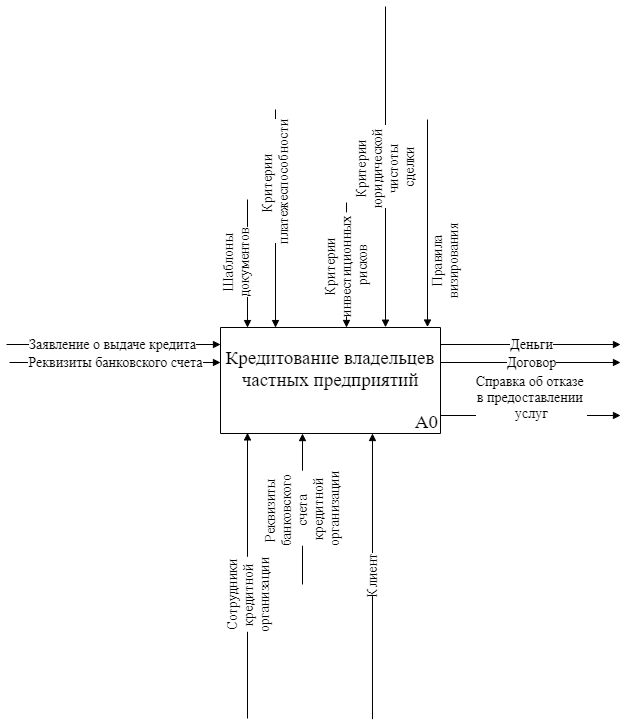 Шаблоны
документов
Критерии
платежеспособности
Критерии
инвестиционных
рисков
Критерии
юридической
чистоты
сделки
Правила
визирования
Заявление о выдаче кредита
Реквизиты банковского счета
Кредитование владельцев
частных предприятий
A0
Деньги
Договор
Справка об отказе
в предоставлении
услуг
Сотрудники
кредитной
организации
Реквизиты
банковского
счета
кредитной
организации
Клиент